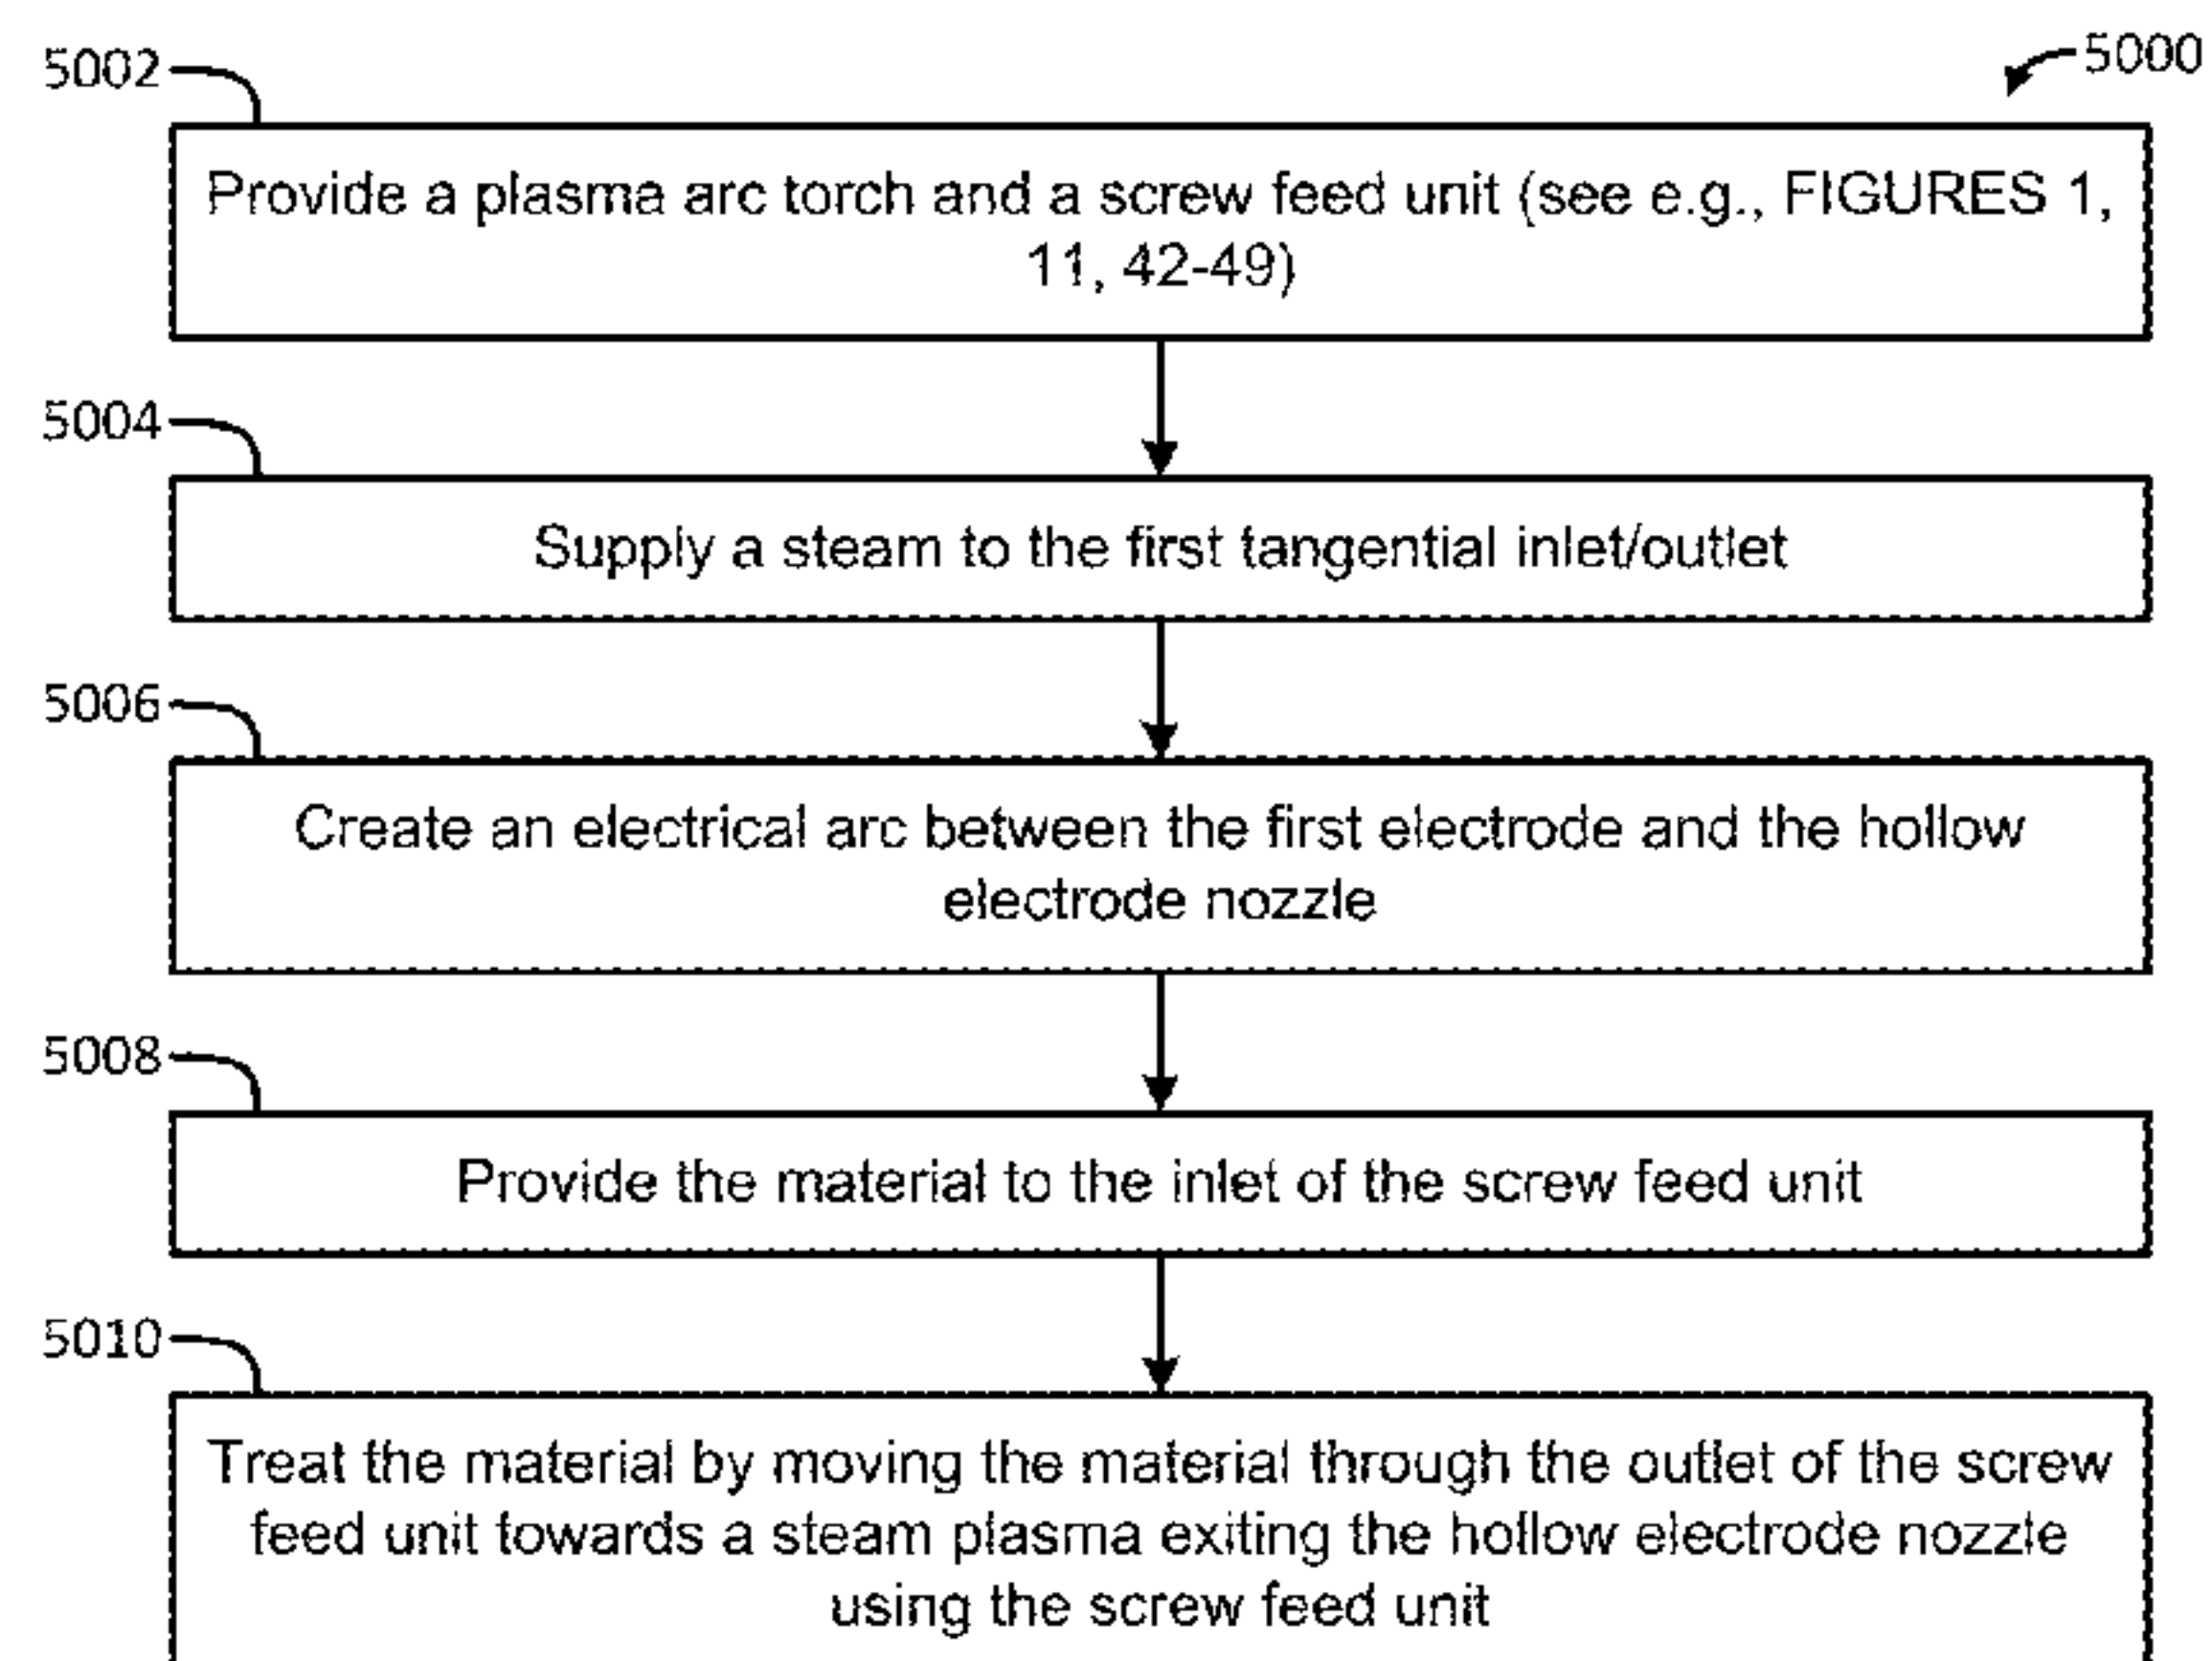 5000
5002
Provide a plasma arc torch and a screw feed unit (see e.g., FIGURES 1,
11, 42-49)
5004
Supply a steam to the first tangential inlet/outlet
5006
Create an electrical arc between the first electrode and the hollow
electrode nozzle
5008
Provide the material to the inlet of the screw feed unit
5010
Treat the material by moving the material through the outlet of the screw
feed unit towards a steam plasma exiting the hollow electrode nozzle
using the screw feed unit